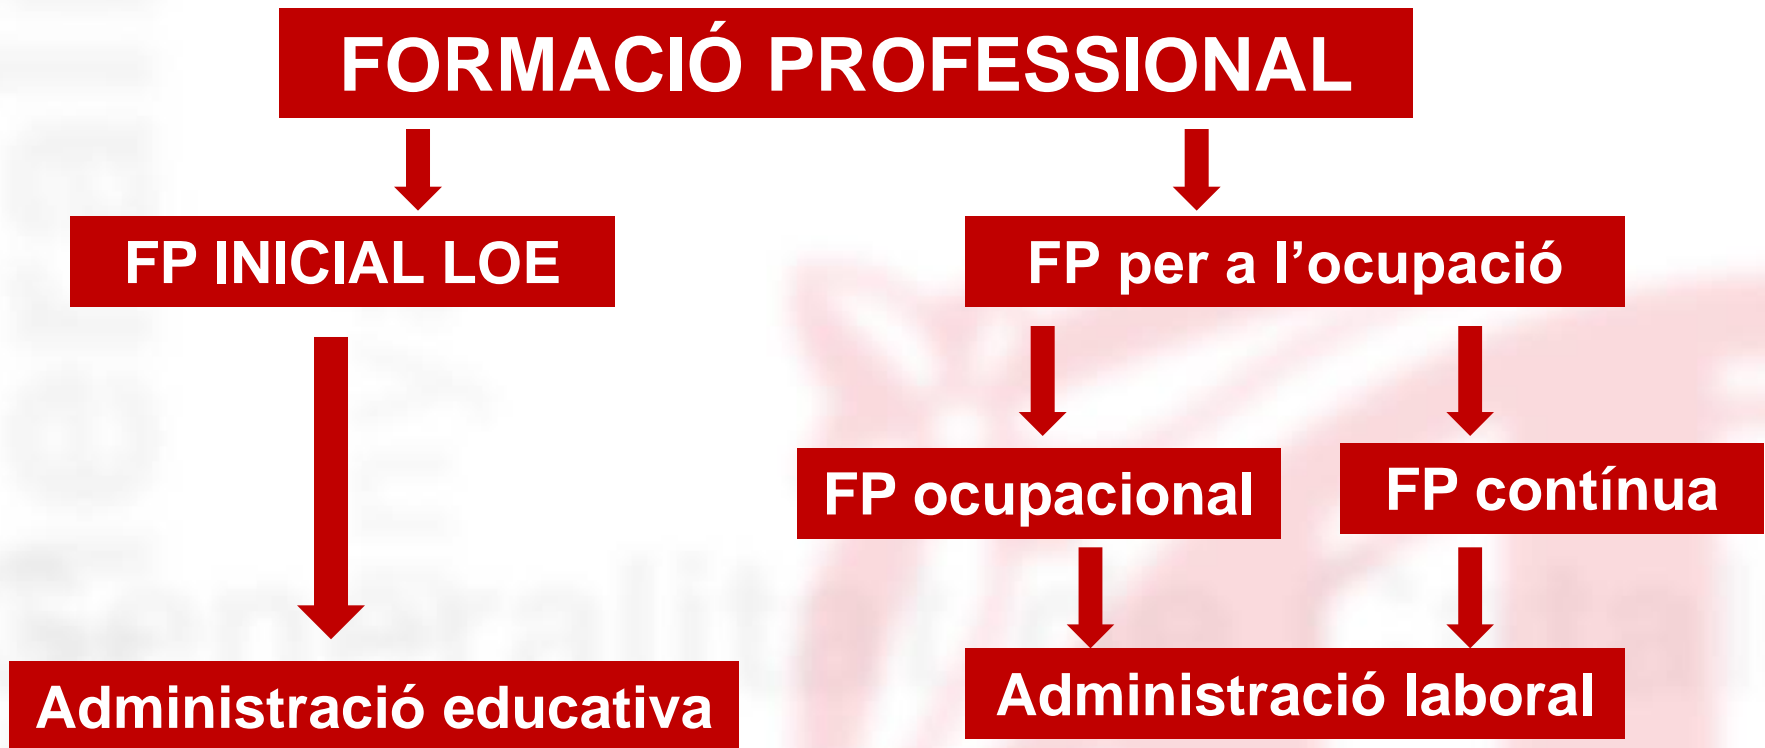 FORMACIÓ PROFESSIONAL
FP INICIAL LOE
FP per a l’ocupació
FP ocupacional
FP contínua
Administració educativa
Administració laboral